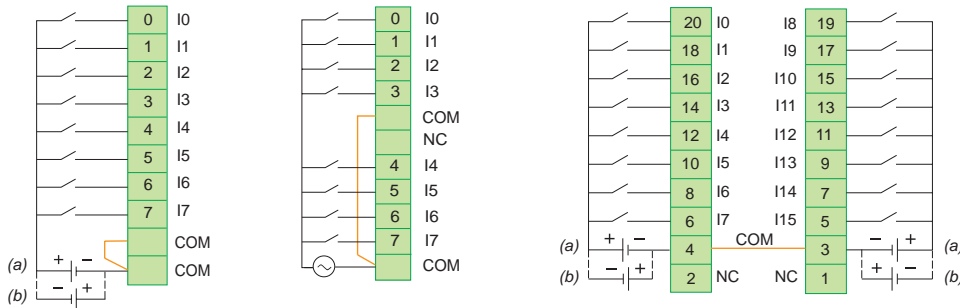 0 I0
1 I1
2 I2
3 I3
4 I4
5 I5
6 I6
7 I7
COM
COM
(a) + −
(b) − +
0 I0
1 I1
2 I2
3 I3
COM
NC
4 I4
5 I5
6 I6
7 I7
COM
20 I0 I8 19
18 I1 I9 17
16 I2 I10 15
14 I3 I11 13
12 I4 I12 11
10 I5 I13 9
8 I6 I14 7
6 I7 I15 5
(a) + − 4 COM 3 − + (a)
(b) − + 2 NC NC 1 + − (b)